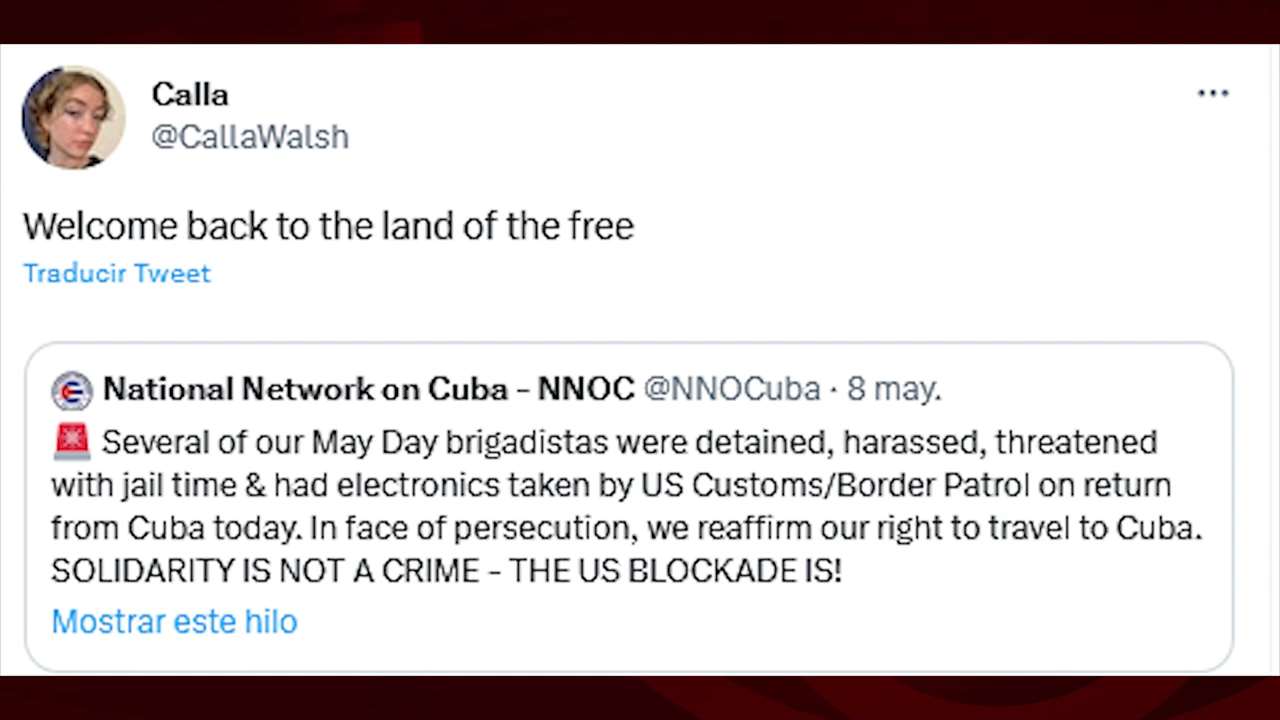 Calla
@CallaWalsh
Welcome back to the land of the free
Traducir Tweet
National Network on Cuba - NNOC @NNOCuba · 8 may.
🚨 Several of our May Day brigadistas were detained, harassed, threatened
with jail time & had electronics taken by US Customs/Border Patrol on return
from Cuba today. In face of persecution, we reaffirm our right to travel to Cuba.
SOLIDARITY IS NOT A CRIME - THE US BLOCKADE IS!
Mostrar este hilo